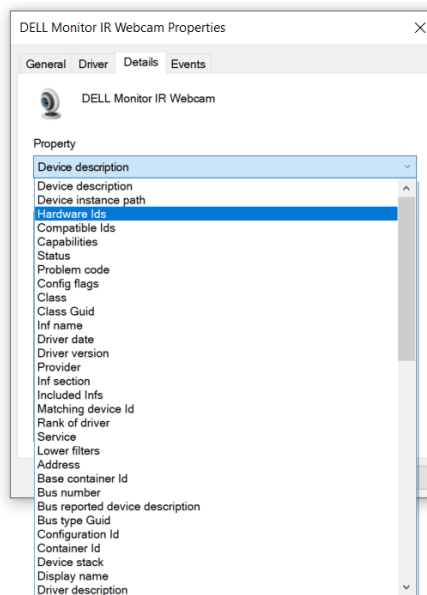 DELL Monitor IR Webcam Properties
General Driver Details Events
DELL Monitor IR Webcam
Property
Device description
Device description
Device instance path
Hardware Ids
Compatible Ids
Capabilities
Status
Problem code
Config flags
Class
Class Guid
Inf name
Driver date
Driver version
Provider
Inf section
Included Infs
Matching device Id
Rank of driver
Service
Lower filters
Address
Base container Id
Bus number
Bus reported device description
Bus type Guid
Configuration Id
Container Id
Device stack
Display name
Driver description